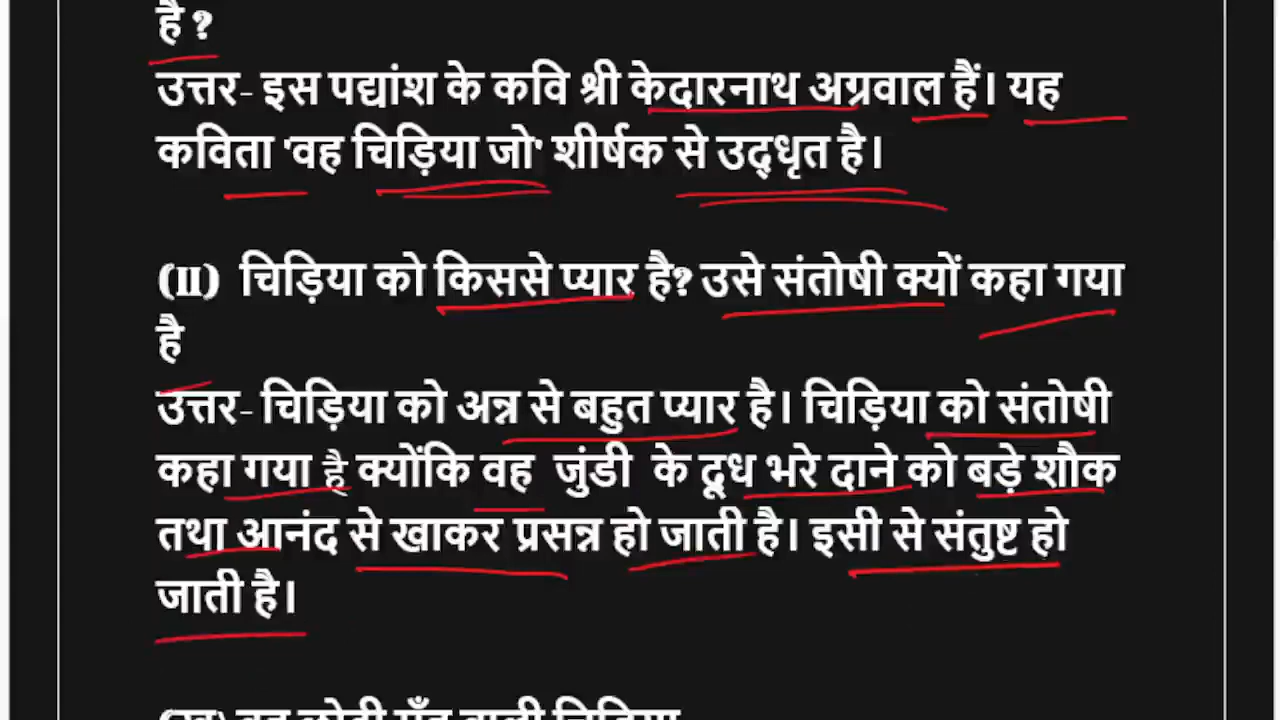 है ?
उत्तर- इस पद्यांश के कवि श्री केदारनाथ अग्रवाल हैं। यह
कविता 'वह चिड़िया जो' शीर्षक से उद्धृत है।
(II) चिड़िया को किससे प्यार है? उसे संतोषी क्यों कहा गया
है
उत्तर- चिड़िया को अन्न से बहुत प्यार है। चिड़िया को संतोषी
कहा गया है क्योंकि वह जुंडी के दूध भरे दाने को बड़े शौक
तथा आनंद से खाकर प्रसन्न हो जाती है। इसी से संतुष्ट हो
जाती है।
(ख) वह छोटी मुँह वाली चिड़िया